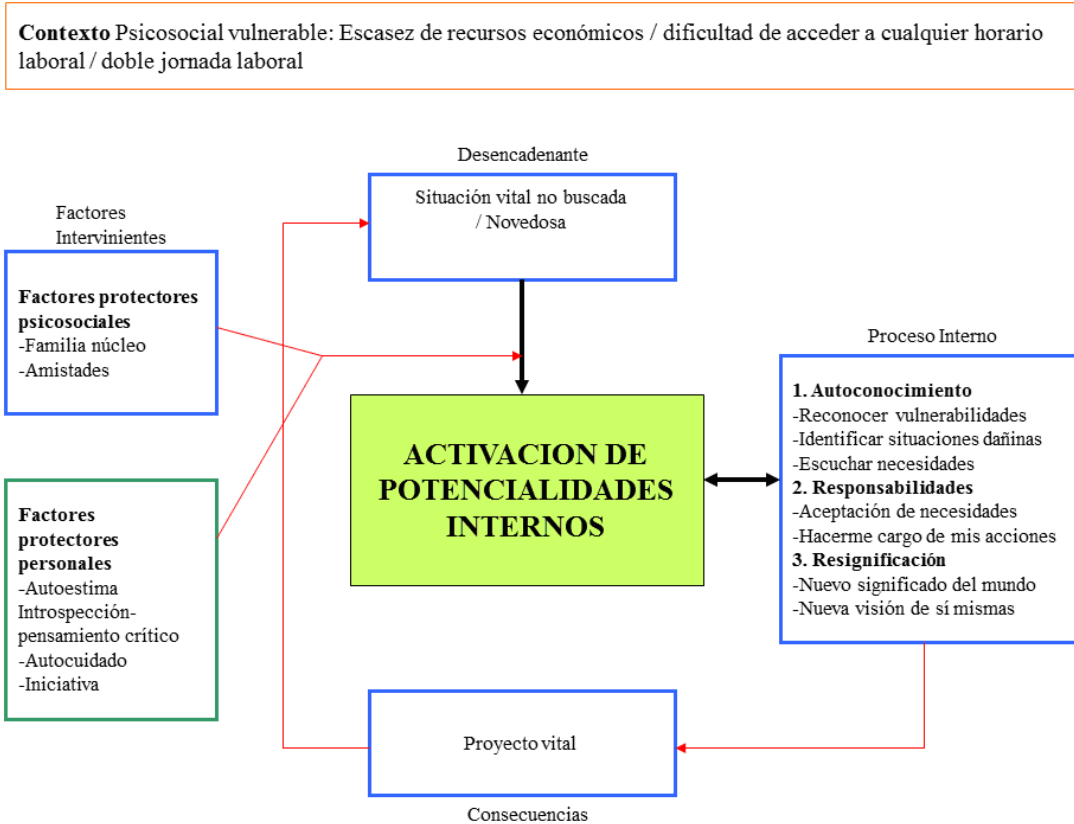 Contexto Psicosocial vulnerable: Escasez de recursos económicos / dificultad de acceder a cualquier horario
laboral / doble jornada laboral
Desencadenante
Situación vital no buscada
/ Novedosa
Factores
Intervinientes
Factores protectores
psicosociales
-Familia núcleo
-Amistades
Factores
protectores
personales
-Autoestima
Introspección-
pensamiento crítico
-Autocuidado
-Iniciativa
ACTIVACION DE
POTENCIALIDADES
INTERNOS
Proceso Interno
1. Autoconocimiento
-Reconocer vulnerabilidades
-Identificar situaciones dañinas
-Escuchar necesidades
2. Responsabilidades
-Aceptación de necesidades
-Hacerme cargo de mis acciones
3. Resignificación
-Nuevo significado del mundo
-Nueva visión de sí mismas
Proyecto vital
Consecuencias